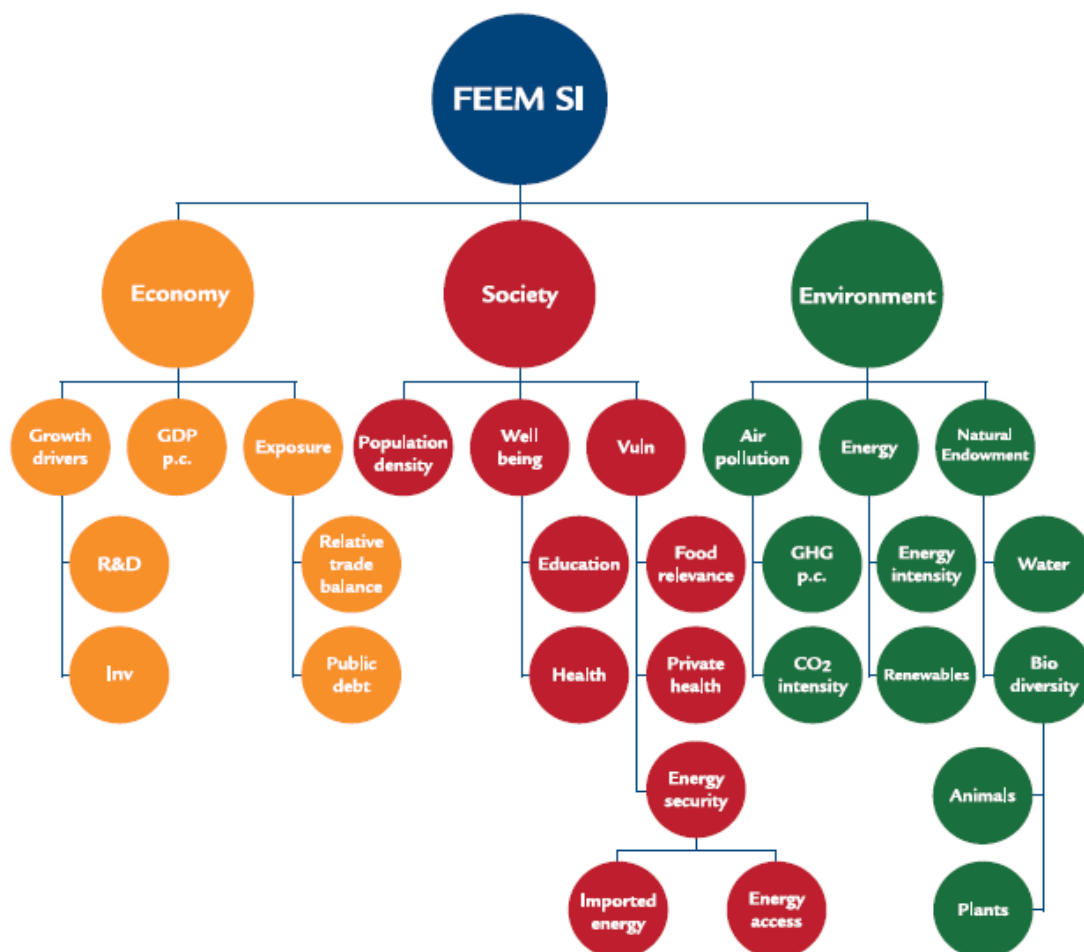 FEEM SI
Economy
Society
Environment
Growth
drivers
GDP
p.c.
Exposure
Population
density
Well
being
Vuln
Air
pollution
Energy
Natural
Endowment
R&D
Relative
trade
balance
Education
Food
relevance
GHG
p.c.
Energy
intensity
Water
Inv
Public
debt
Health
Private
health
CO2
intensity
Renewables
Bio
diversity
Energy
security
Animals
Imported
energy
Energy
access
Plants